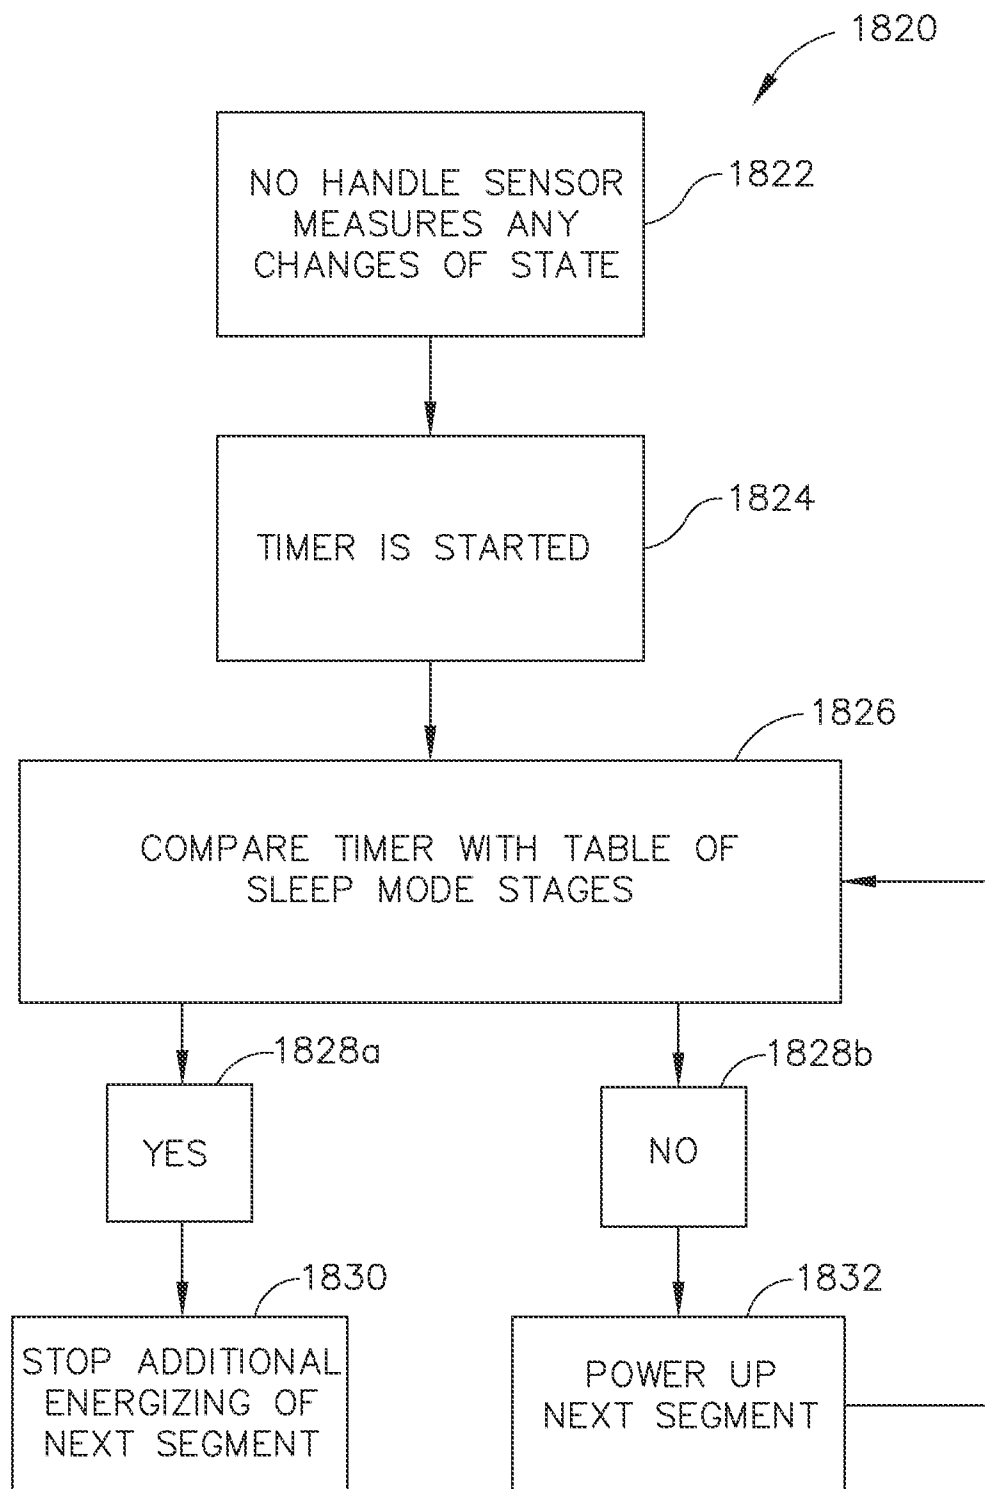 1820
NO HANDLE SENSOR
MEASURES ANY
CHANGES OF STATE
1822
TIMER IS STARTED
1824
1826
COMPARE TIMER WITH TABLE OF
SLEEP MODE STAGES
1828a
YES
1828b
NO
1830
STOP ADDITIONAL
ENERGIZING OF
NEXT SEGMENT
1832
POWER UP
NEXT SEGMENT